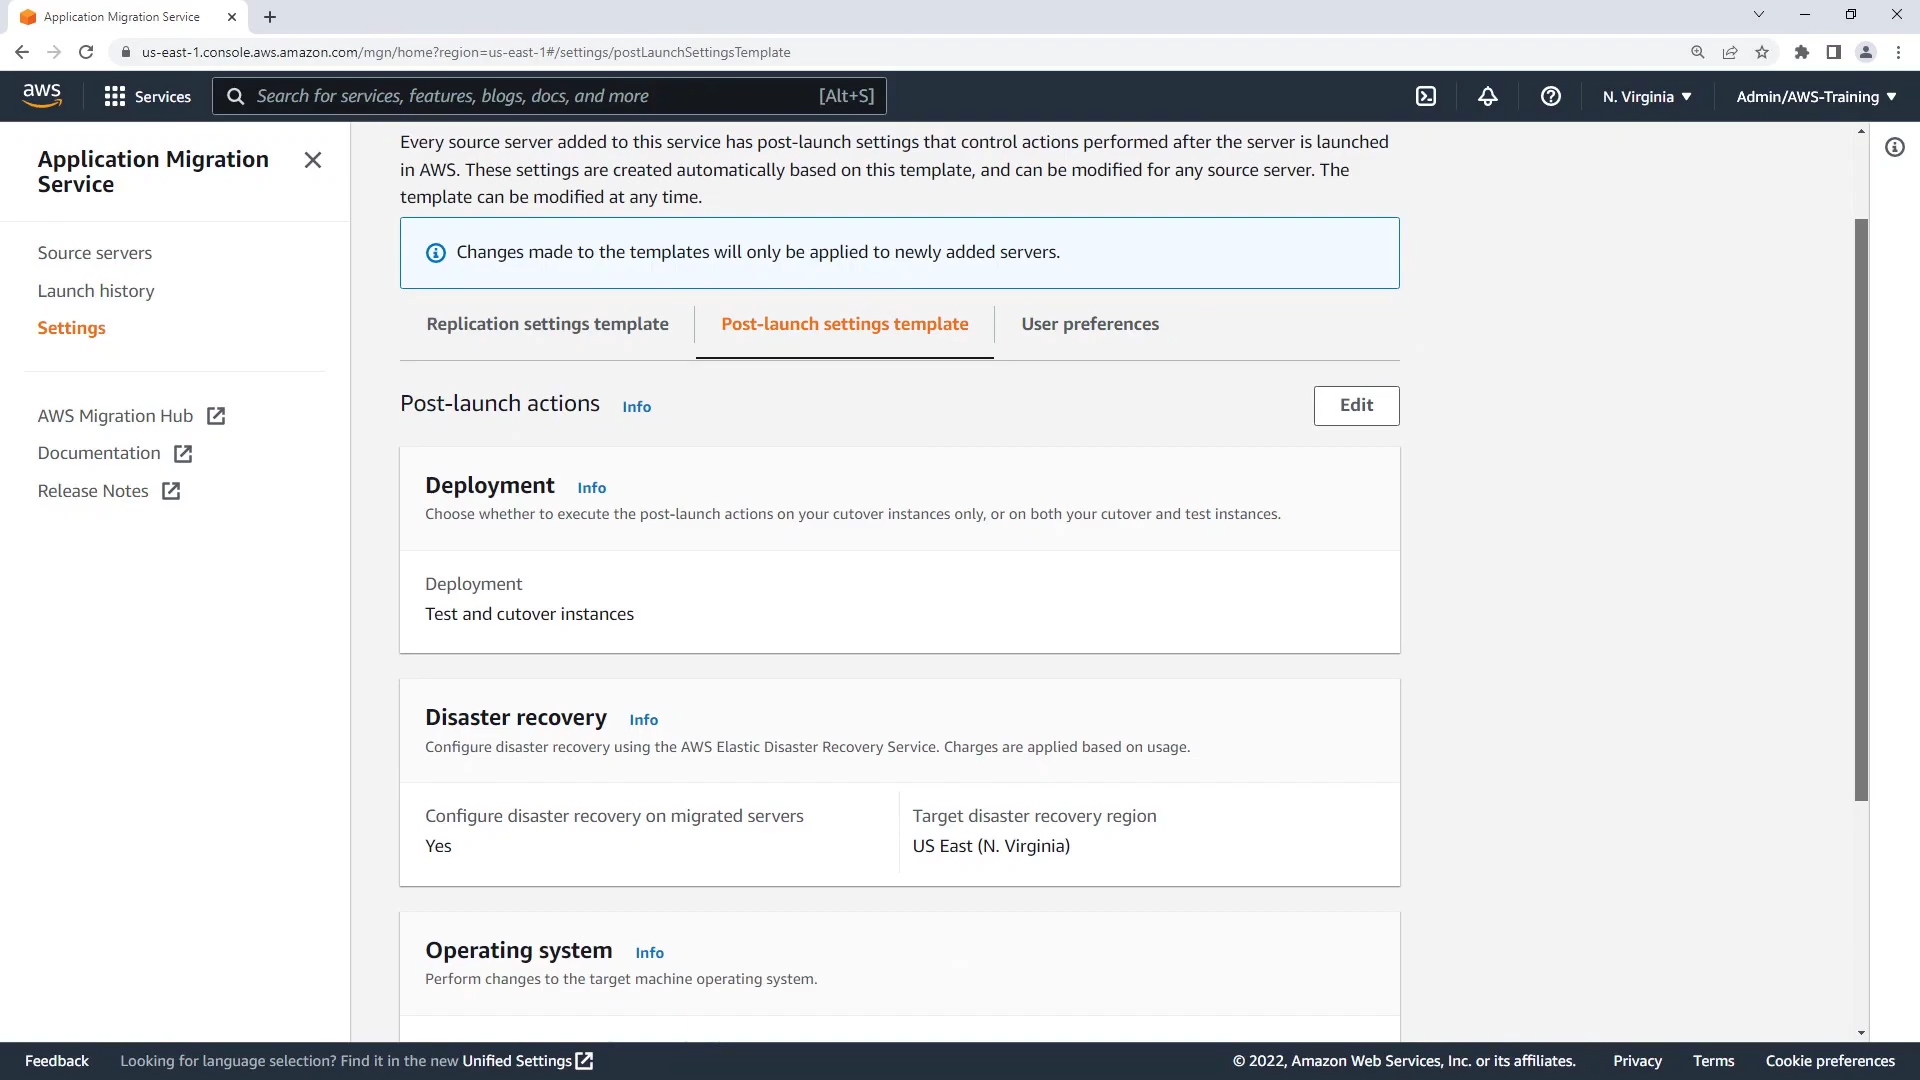 Application Migration Service
us-east-1.console.aws.amazon.com/mgn/home?region=us-east-1#/settings/postLaunchSettingsTemplate
aws
Services
Search for services, features, blogs, docs, and more
[Alt+S]
N. Virginia
Admin/AWS-Training
Application Migration
Service
Source servers
Launch history
Settings
AWS Migration Hub
Documentation
Release Notes
Every source server added to this service has post-launch settings that control actions performed after the server is launched
in AWS. These settings are created automatically based on this template, and can be modified for any source server. The
template can be modified at any time.
Changes made to the templates will only be applied to newly added servers.
Replication settings template
Post-launch settings template
User preferences
Post-launch actions Info
Edit
Deployment Info
Choose whether to execute the post-launch actions on your cutover instances only, or on both your cutover and test instances.
Deployment
Test and cutover instances
Disaster recovery Info
Configure disaster recovery using the AWS Elastic Disaster Recovery Service. Charges are applied based on usage.
Configure disaster recovery on migrated servers
Yes
Target disaster recovery region
US East (N. Virginia)
Operating system Info
Perform changes to the target machine operating system.
Feedback
Looking for language selection? Find it in the new Unified Settings
© 2022, Amazon Web Services, Inc. or its affiliates.
Privacy
Terms
Cookie preferences